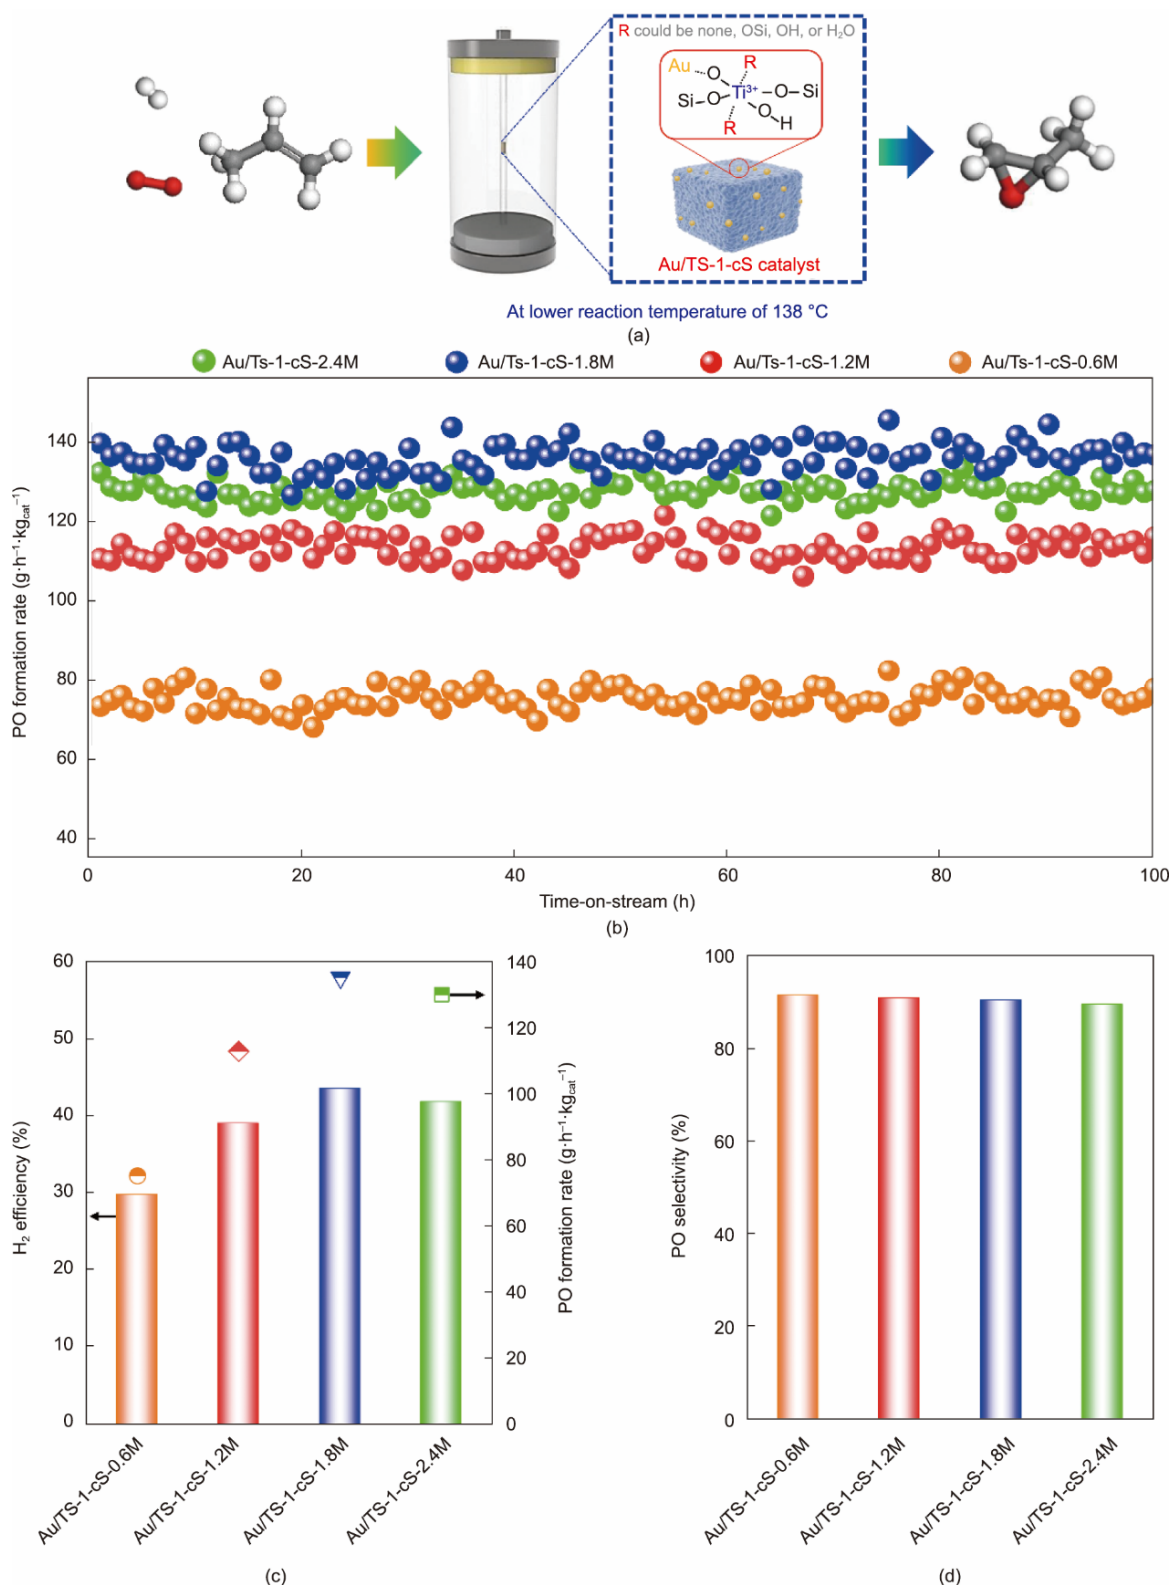 R could be none, OSi, OH, or H₂O
Au
O
R
Si
O
Ti³⁺
O
Si
O
H
R
Au/TS-1-cS catalyst
At lower reaction temperature of 138 °C
(a)
Au/Ts-1-cS-2.4M
Au/Ts-1-cS-1.8M
Au/Ts-1-cS-1.2M
Au/Ts-1-cS-0.6M
PO formation rate (g·h⁻¹·kg_cat⁻¹)
140
120
100
80
60
40
0
20
40
60
80
100
Time-on-stream (h)
(b)
H₂ efficiency (%)
60
50
40
30
20
10
0
140
120
100
80
60
40
20
0
PO formation rate (g·h⁻¹·kg_cat⁻¹)
Au/TS-1-cS-0.6M
Au/TS-1-cS-1.2M
Au/TS-1-cS-1.8M
Au/TS-1-cS-2.4M
(c)
PO selectivity (%)
100
80
60
40
20
0
Au/TS-1-cS-0.6M
Au/TS-1-cS-1.2M
Au/TS-1-cS-1.8M
Au/TS-1-cS-2.4M
(d)